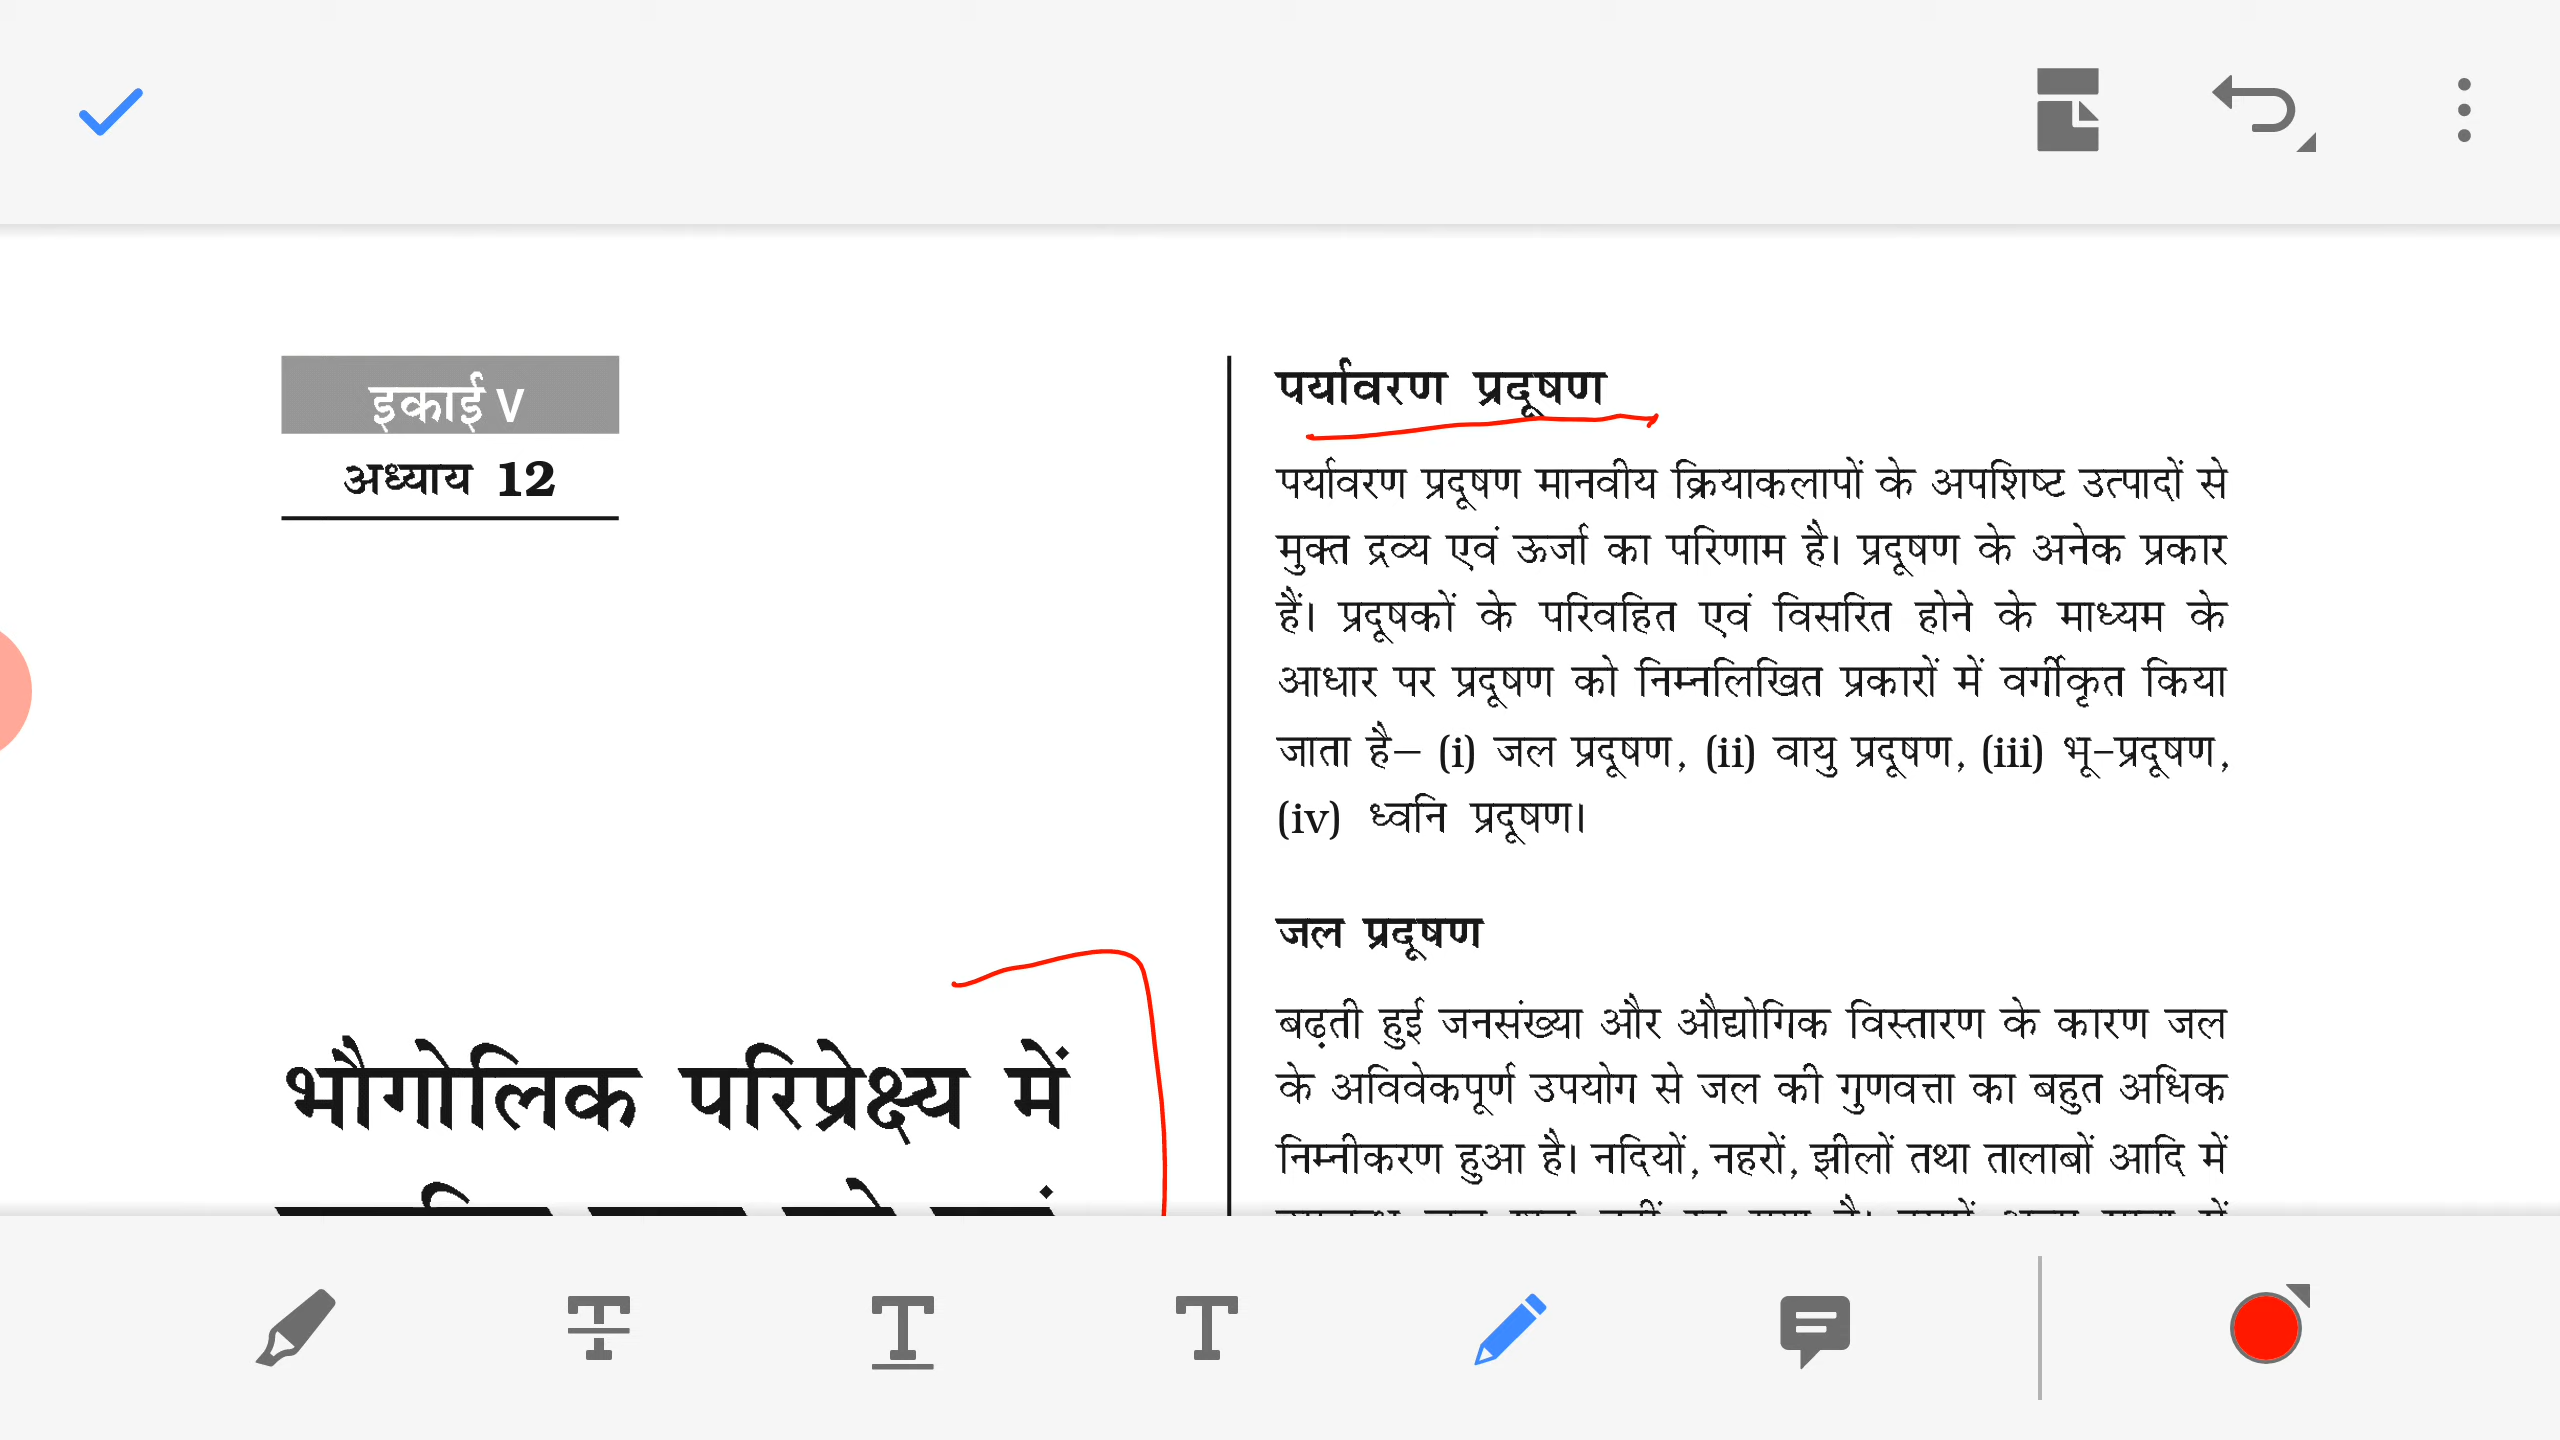 इकाई V
अध्याय 12
भौगोलिक परिप्रेक्ष्य में
पर्यावरण प्रदूषण
पर्यावरण प्रदूषण मानवीय क्रियाकलापों के अपशिष्ट उत्पादों से
मुक्त द्रव्य एवं ऊर्जा का परिणाम है। प्रदूषण के अनेक प्रकार
हैं। प्रदूषकों के परिवहित एवं विसरित होने के माध्यम के
आधार पर प्रदूषण को निम्नलिखित प्रकारों में वर्गीकृत किया
जाता है– (i) जल प्रदूषण, (ii) वायु प्रदूषण, (iii) भू-प्रदूषण,
(iv) ध्वनि प्रदूषण।
जल प्रदूषण
बढ़ती हुई जनसंख्या और औद्योगिक विस्तारण के कारण जल
के अविवेकपूर्ण उपयोग से जल की गुणवत्ता का बहुत अधिक
निम्नीकरण हुआ है। नदियों, नहरों, झीलों तथा तालाबों आदि में